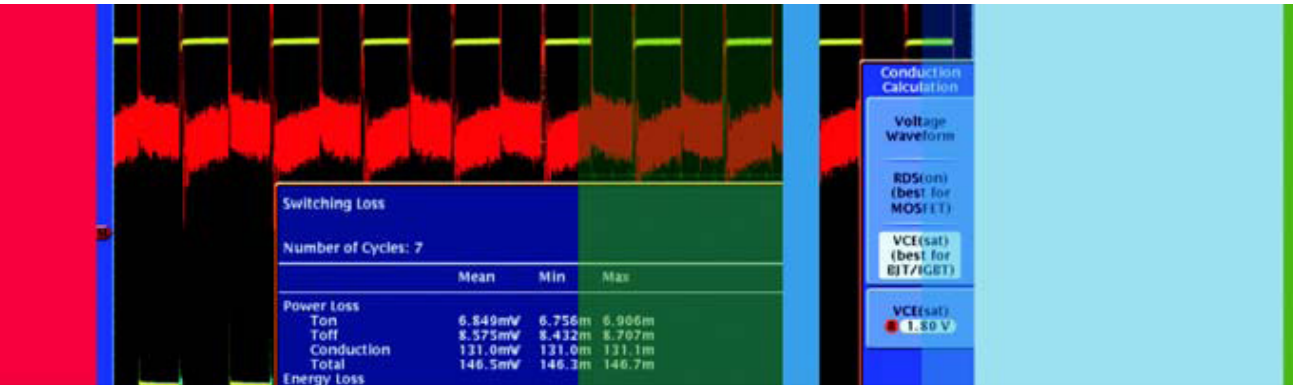 Conduction
Calculation
Voltage
Waveform
RDS(on)
(best for
MOSFET)
VCE(sat)
(best for
BJT/IGBT)
VCE(sat)
1.80 V
Switching Loss
Number of Cycles: 7
Mean Min Max
Power Loss
Ton 6.849mW 6.756m 6.906m
Toff 8.575mW 8.432m 8.707m
Conduction 131.0mW 131.0m 131.1m
Total 146.5mW 146.3m 146.7m
Energy Loss